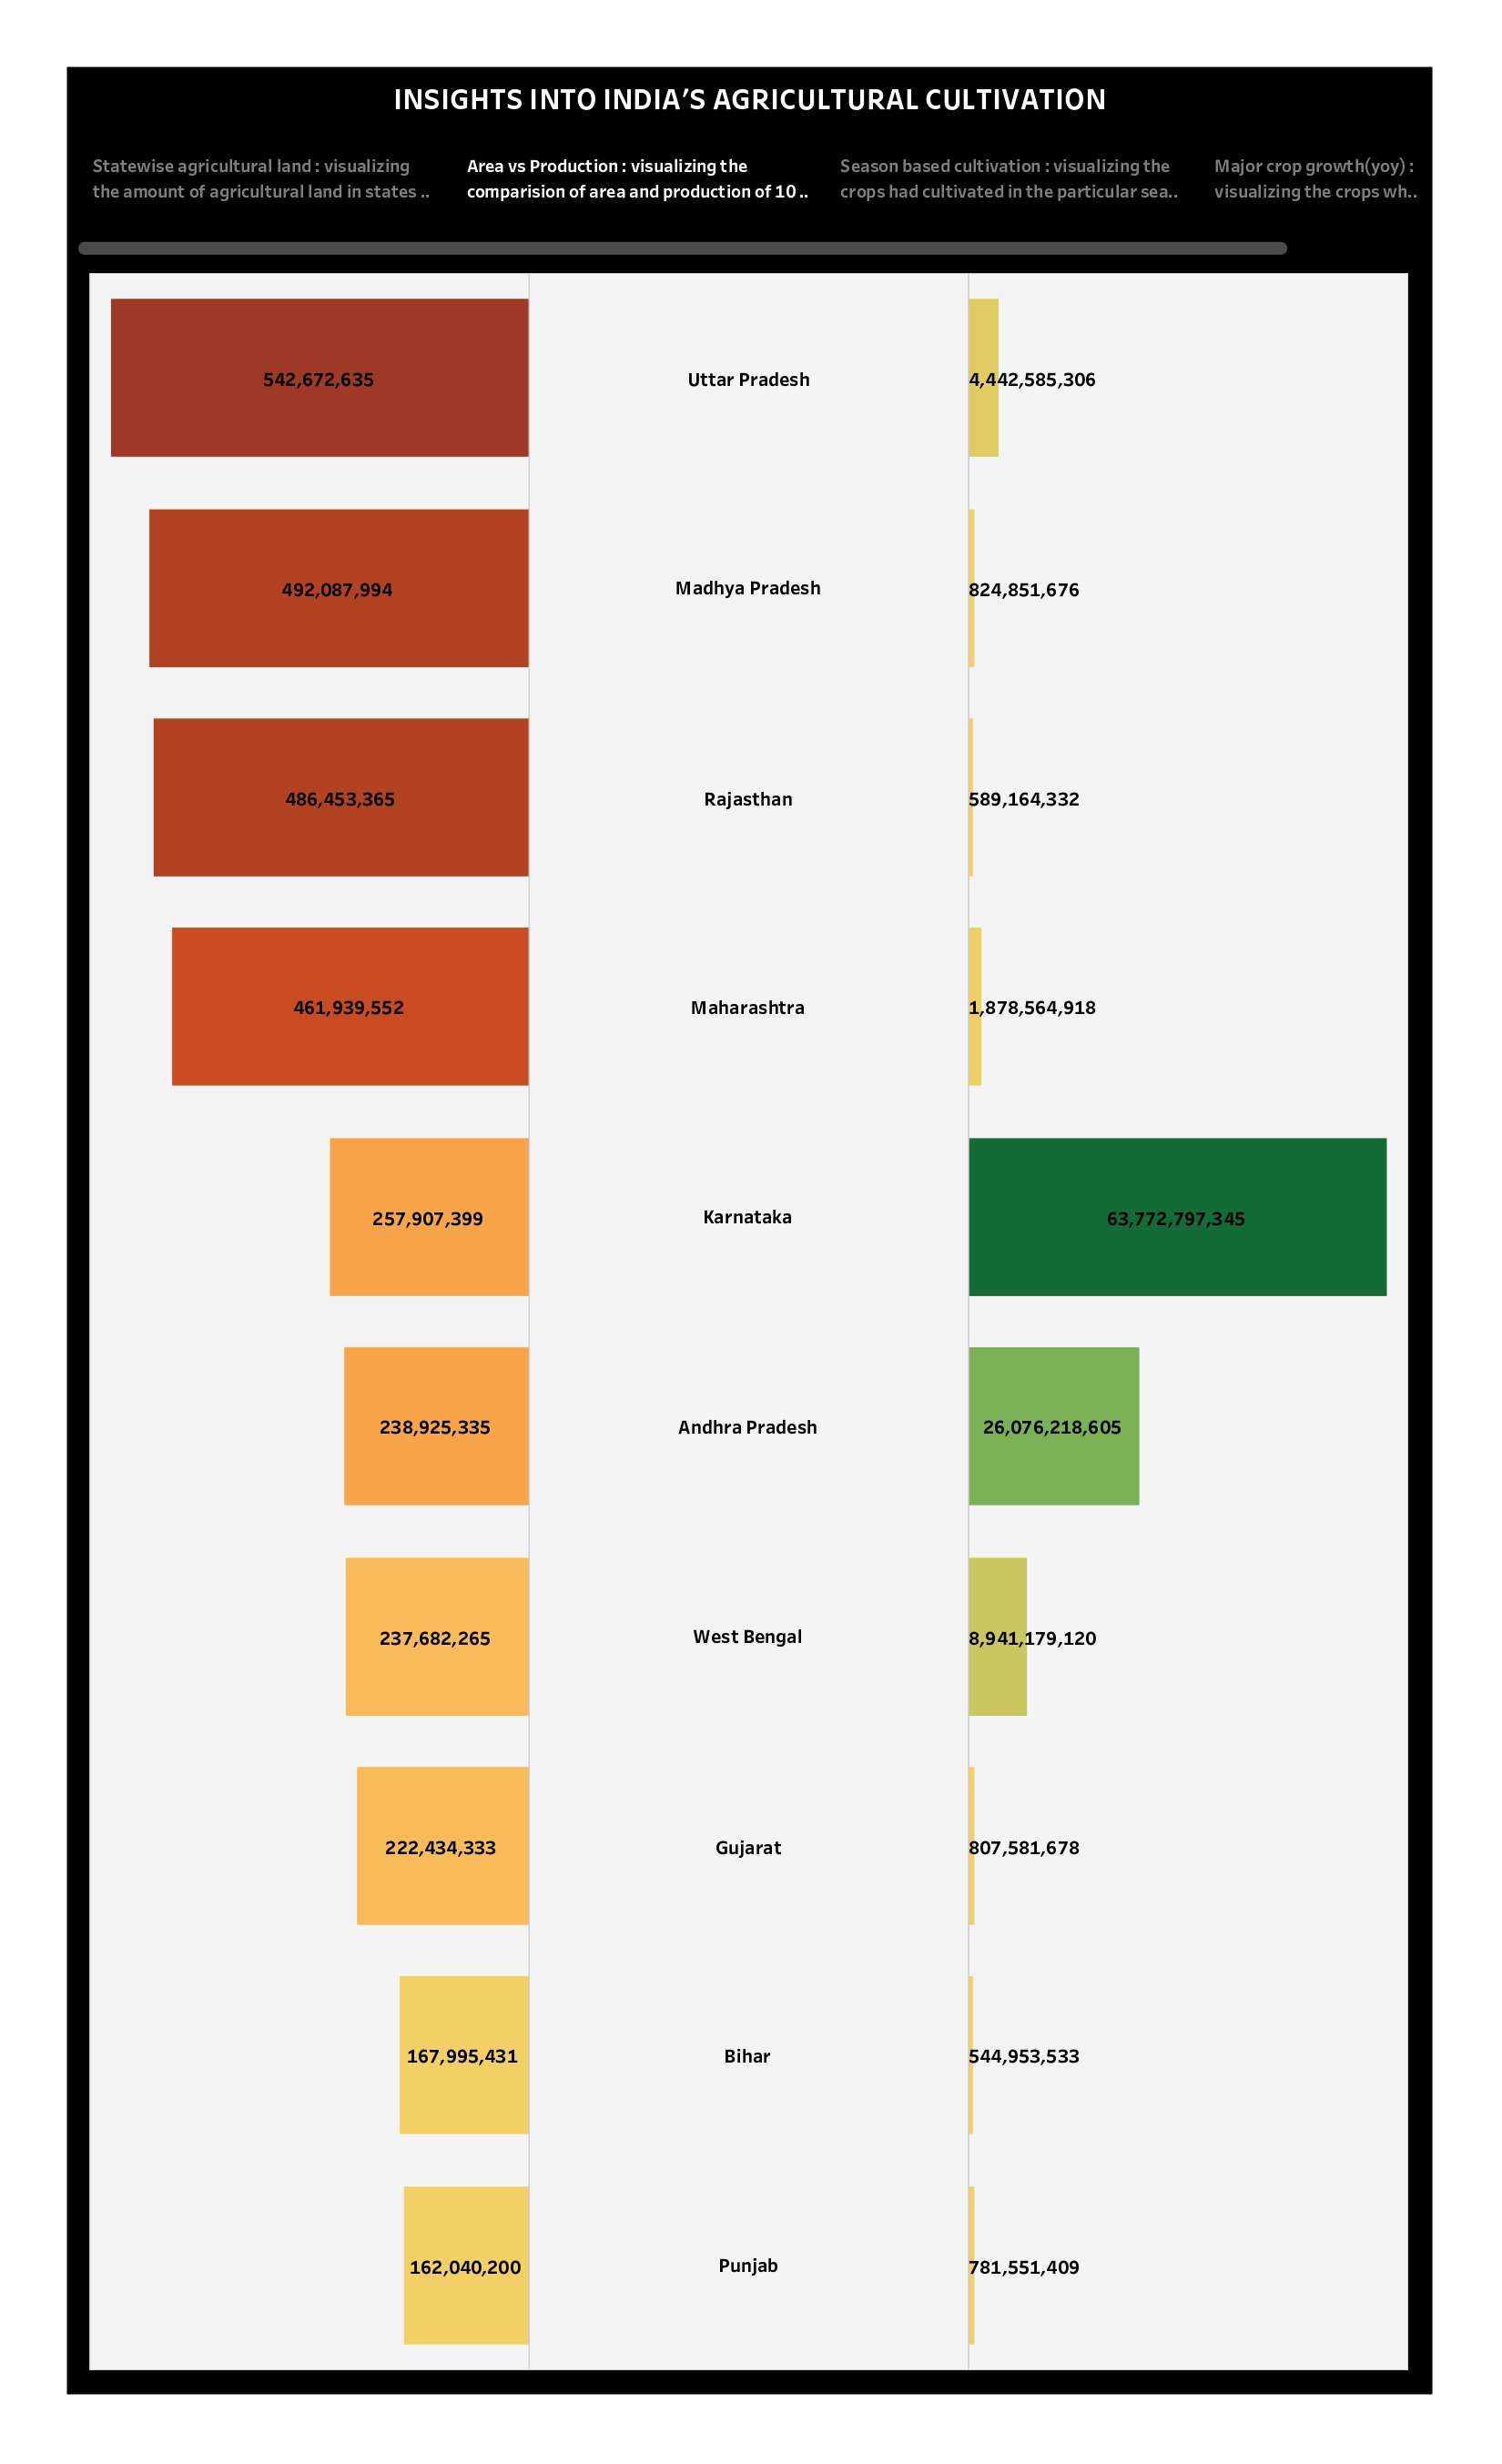 INSIGHTS INTO INDIA’S AGRICULTURAL CULTIVATION
Statewise agricultural land : visualizing
the amount of agricultural land in states ..
Area vs Production : visualizing the
comparision of area and production of 10 ..
Season based cultivation : visualizing the
crops had cultivated in the particular sea..
Major crop growth(yoy) :
visualizing the crops wh..
542,672,635 Uttar Pradesh 4,442,585,306
492,087,994 Madhya Pradesh 824,851,676
486,453,365 Rajasthan 589,164,332
461,939,552 Maharashtra 1,878,564,918
257,907,399 Karnataka 63,772,797,345
238,925,335 Andhra Pradesh 26,076,218,605
237,682,265 West Bengal 8,941,179,120
222,434,333 Gujarat 807,581,678
167,995,431 Bihar 544,953,533
162,040,200 Punjab 781,551,409